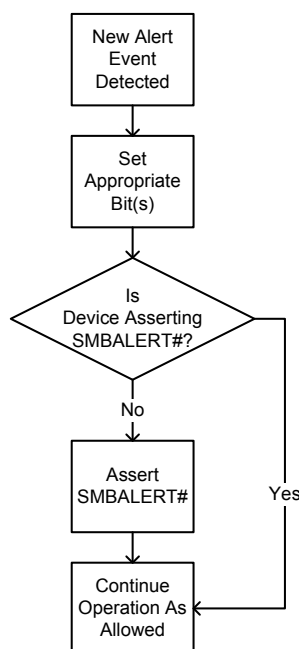 New Alert
Event
Detected
Set
Appropriate
Bit(s)
Is
Device Asserting
SMBALERT#?
No
Assert
SMBALERT#
Yes
Continue
Operation As
Allowed